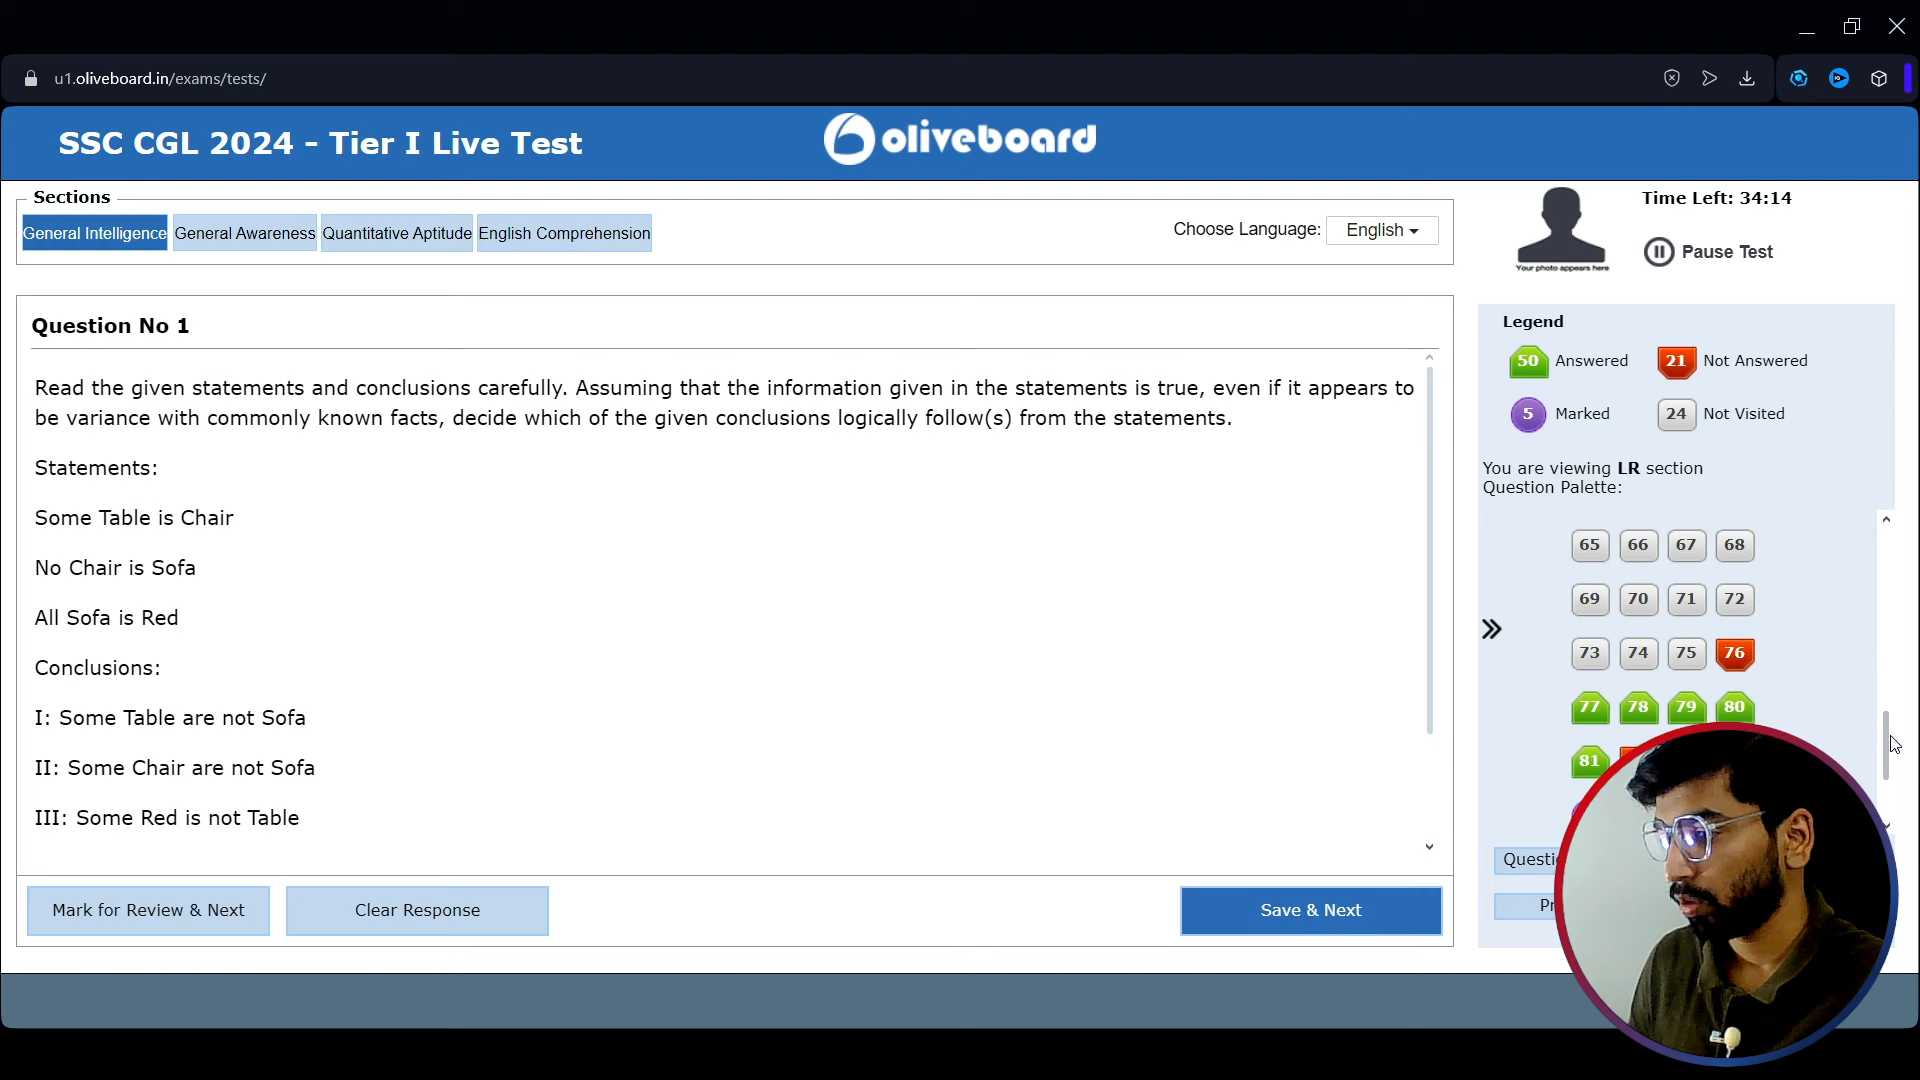 u1.oliveboard.in/exams/tests/
SSC CGL 2024 - Tier I Live Test
oliveboard
Sections
General Intelligence
General Awareness
Quantitative Aptitude
English Comprehension
Choose Language:
English
Your photo appears here
Time Left: 34:14
Pause Test
Question No 1
Read the given statements and conclusions carefully. Assuming that the information given in the statements is true, even if it appears to
be variance with commonly known facts, decide which of the given conclusions logically follow(s) from the statements.
Statements:
Some Table is Chair
No Chair is Sofa
All Sofa is Red
Conclusions:
I: Some Table are not Sofa
II: Some Chair are not Sofa
III: Some Red is not Table
Mark for Review & Next
Clear Response
Save & Next
Legend
50 Answered
21 Not Answered
5 Marked
24 Not Visited
You are viewing LR section
Question Palette:
65 66 67 68
69 70 71 72
73 74 75 76
77 78 79 80
81